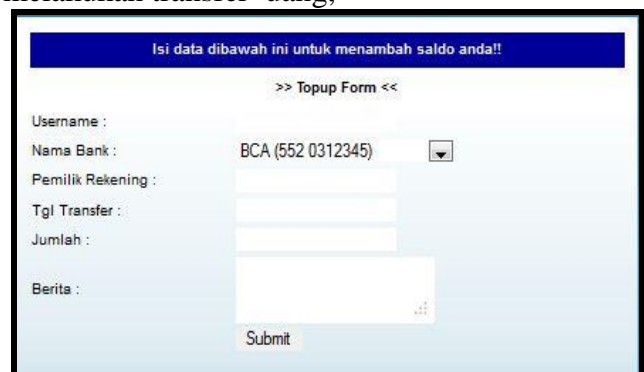 Isi data dibawah ini untuk menambah saldo anda!!
>> Topup Form <<
Username :
Nama Bank : BCA (552 0312345)
Pemilik Rekening :
Tgl Transfer :
Jumlah :
Berita :
Submit